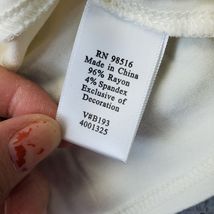 RN 98516
Made in China
96% Rayon
4% Spandex
Exclusive of
Decoration
V#B193
4001325